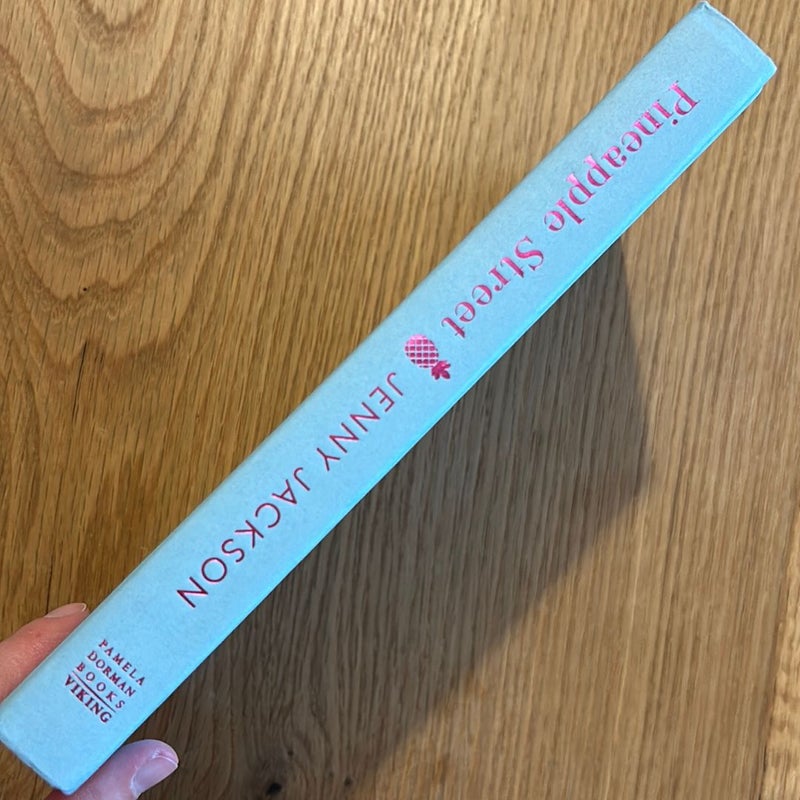 Pineapple Street
JENNY JACKSON
PAMELA
DORMAN
BOOKS
VIKING